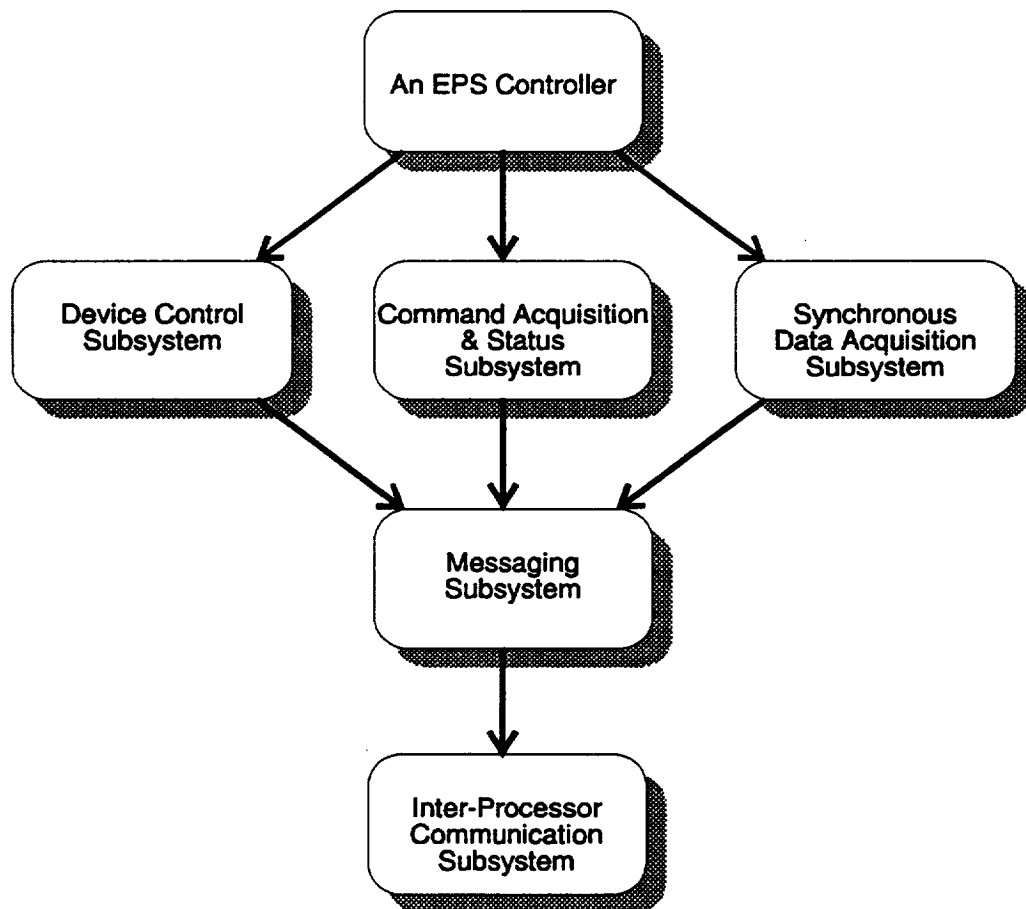 An EPS Controller
Device Control
Subsystem
Command Acquisition
& Status
Subsystem
Synchronous
Data Acquisition
Subsystem
Messaging
Subsystem
Inter-Processor
Communication
Subsystem